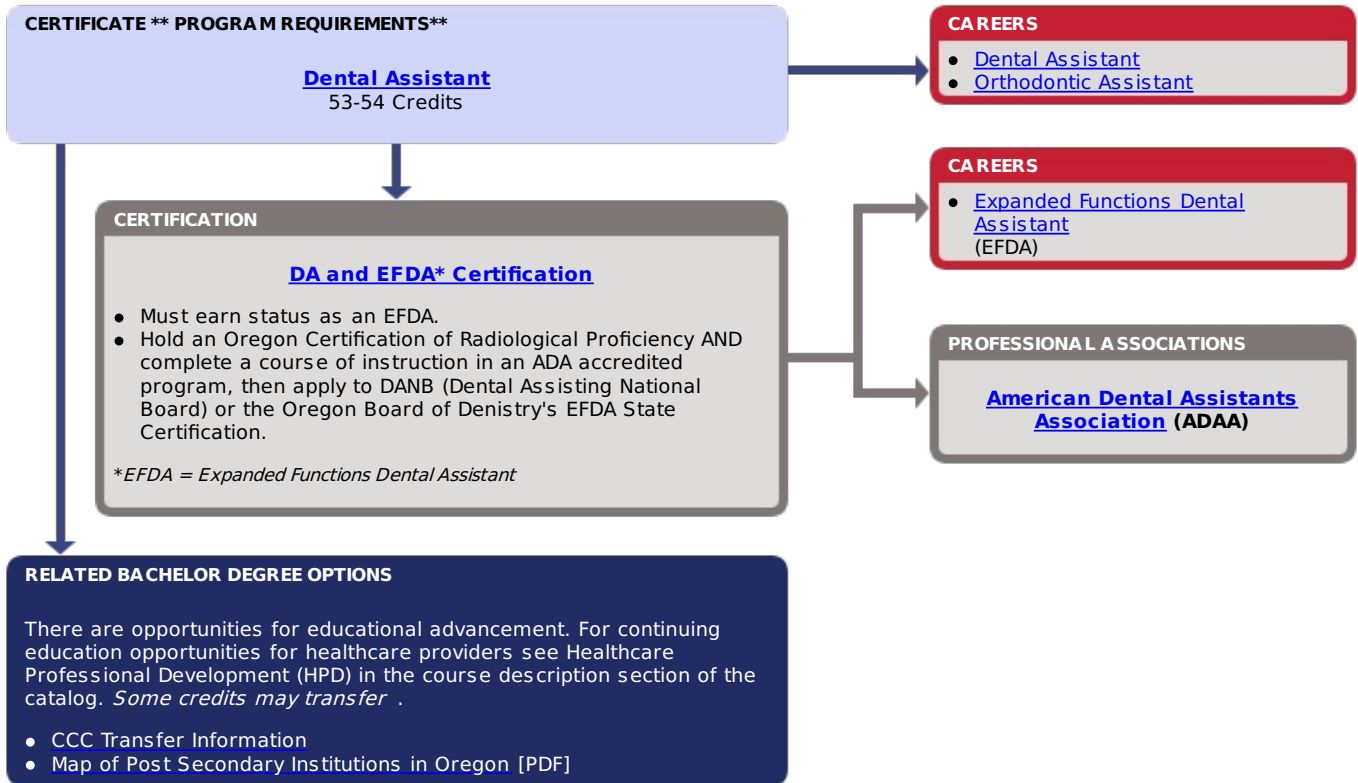 CERTIFICATE ** PROGRAM REQUIREMENTS**
Dental Assistant
53-54 Credits
CAREERS
● Dental Assistant
● Orthodontic Assistant
CERTIFICATION
DA and EFDA* Certification
● Must earn status as an EFDA.
● Hold an Oregon Certification of Radiological Proficiency AND
complete a course of instruction in an ADA accredited
program, then apply to DANB (Dental Assisting National
Board) or the Oregon Board of Denistry's EFDA State
Certification.
*EFDA = Expanded Functions Dental Assistant
CAREERS
● Expanded Functions Dental
Assistant
(EFDA)
PROFESSIONAL ASSOCIATIONS
American Dental Assistants
Association (ADAA)
RELATED BACHELOR DEGREE OPTIONS
There are opportunities for educational advancement. For continuing
education opportunities for healthcare providers see Healthcare
Professional Development (HPD) in the course description section of the
catalog. Some credits may transfer .
● CCC Transfer Information
● Map of Post Secondary Institutions in Oregon [PDF]